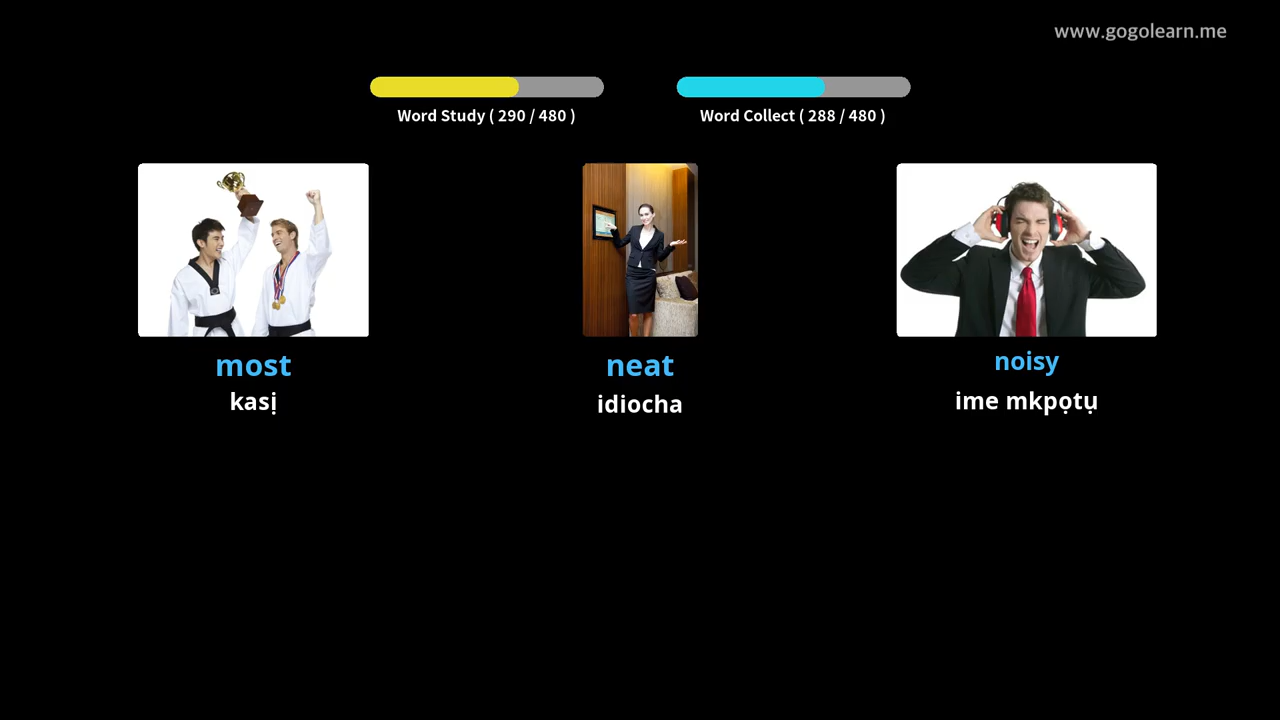 www.gogolearn.me
Word Study ( 290 / 480 )
Word Collect ( 288 / 480 )
most
kasị
neat
idiocha
noisy
ime mkpọtụ